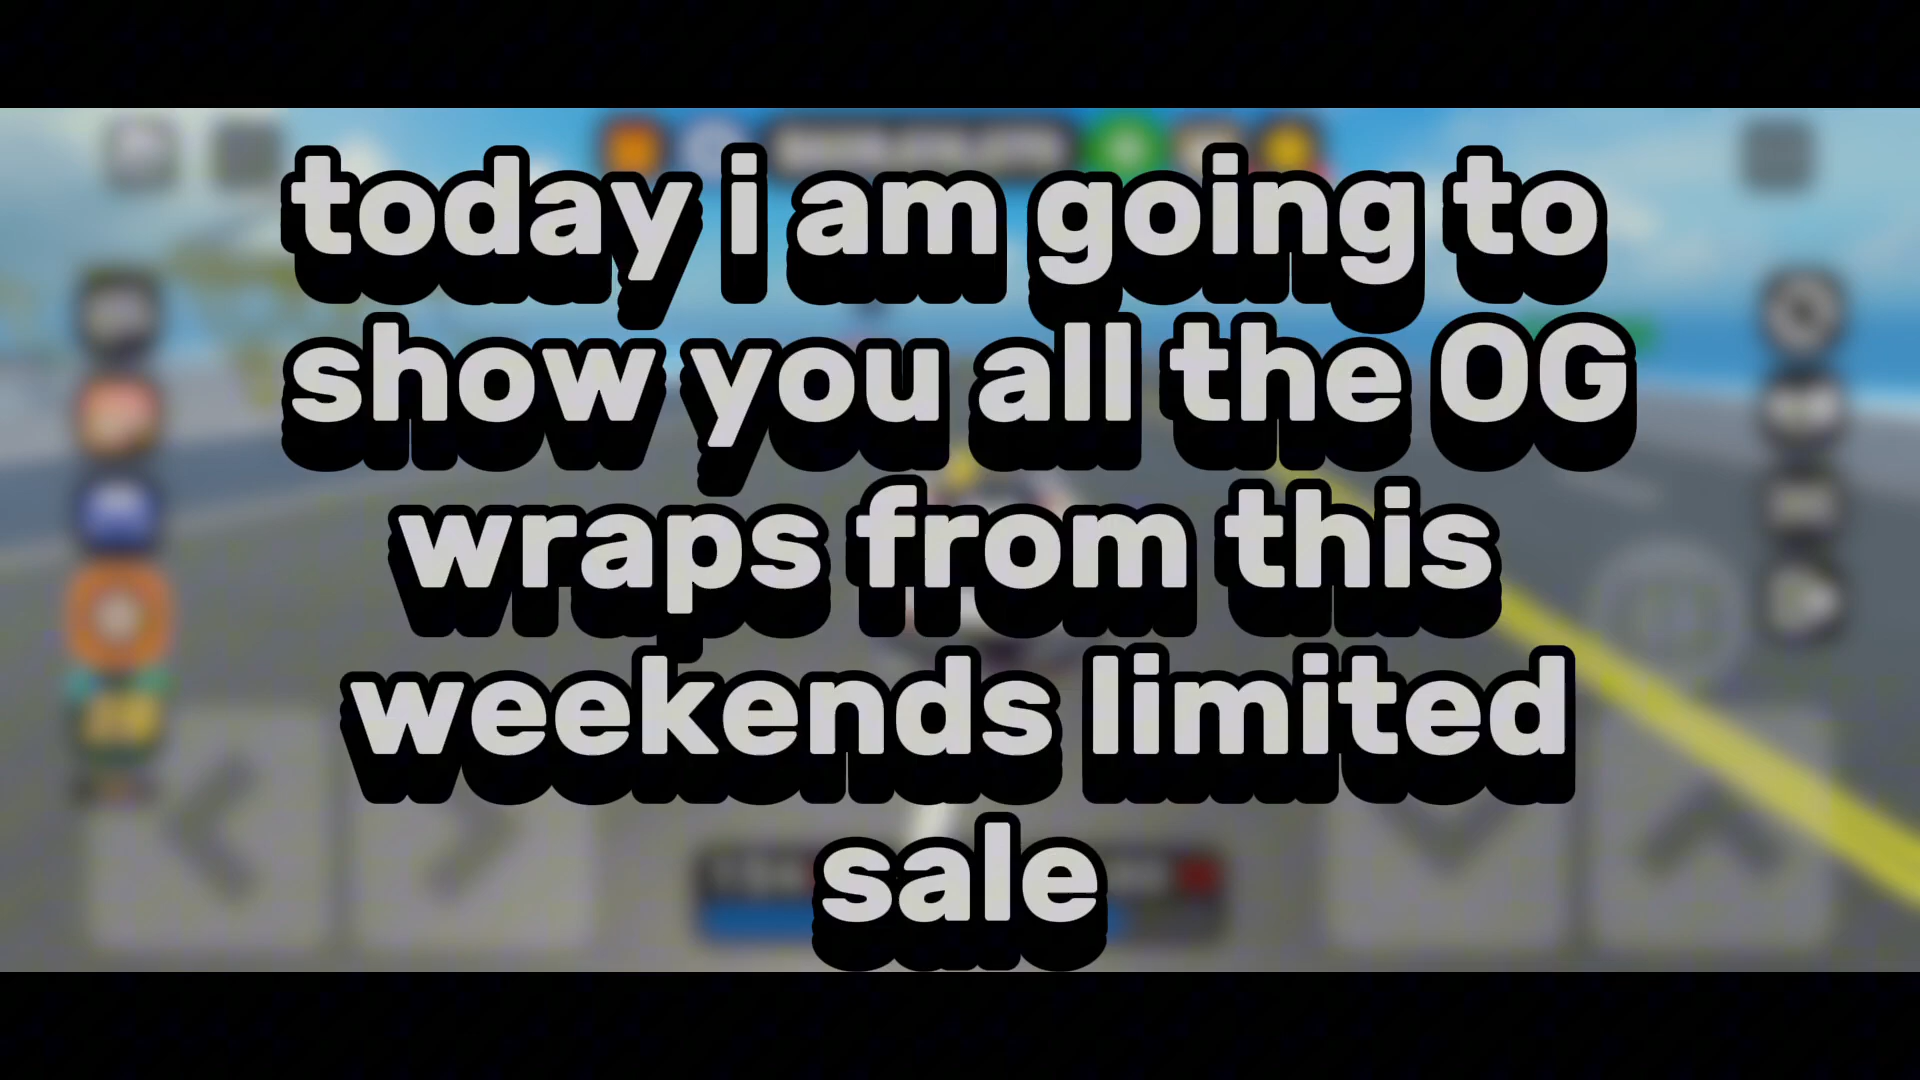 today i am going to
show you all the OG
wraps from this
weekends limited
sale